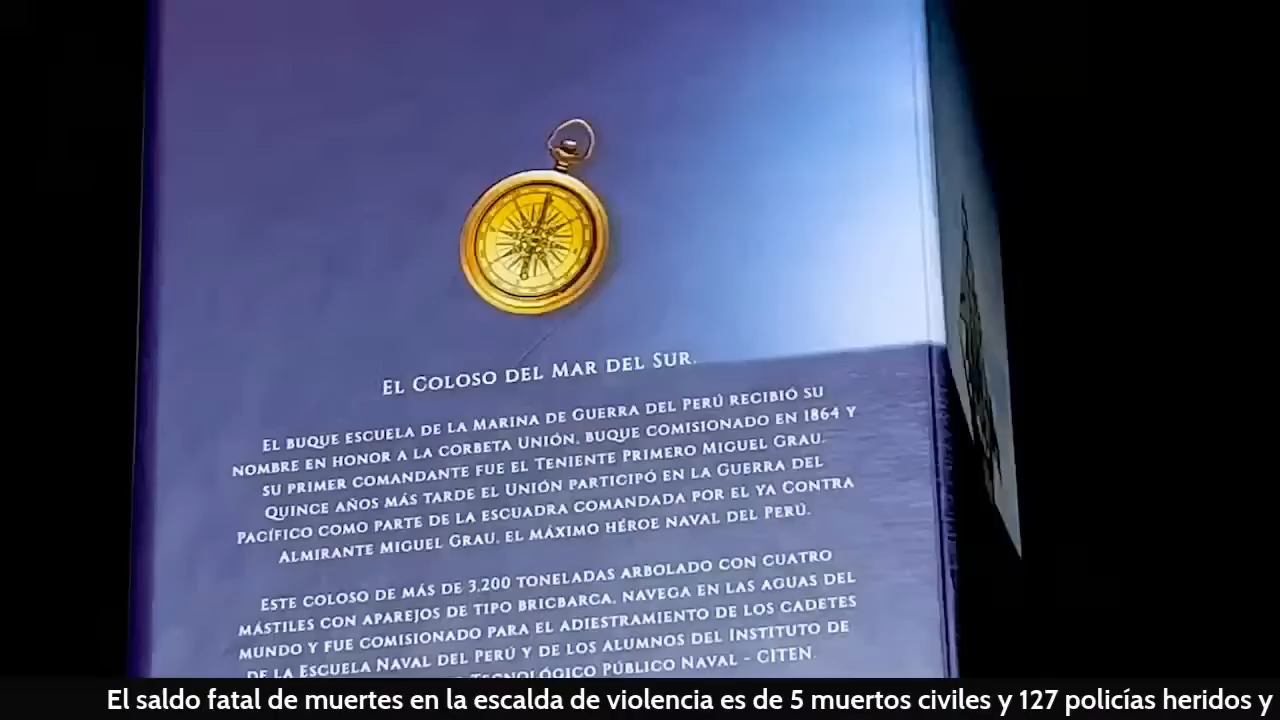 El Coloso del Mar del Sur.
El buque escuela de la Marina de Guerra del Perú recibió su
nombre en honor a la corbeta Unión, buque comisionado en 1864 y
su primer comandante fue el Teniente Primero Miguel Grau.
Quince años más tarde el Unión participó en la Guerra del
Pacífico como parte de la escuadra comandada por el ya Contra
Almirante Miguel Grau, el máximo héroe naval del Perú.
Este coloso de más de 3,200 toneladas arbolado con cuatro
mástiles con aparejos de tipo bricbarca, navega en las aguas del
mundo y fue comisionado para el adiestramiento de los cadetes
de la Escuela Naval del Perú y de los alumnos del Instituto de
Tecnológico Público Naval - CITEN.
El saldo fatal de muertes en la escalda de violencia es de 5 muertos civiles y 127 policías heridos y